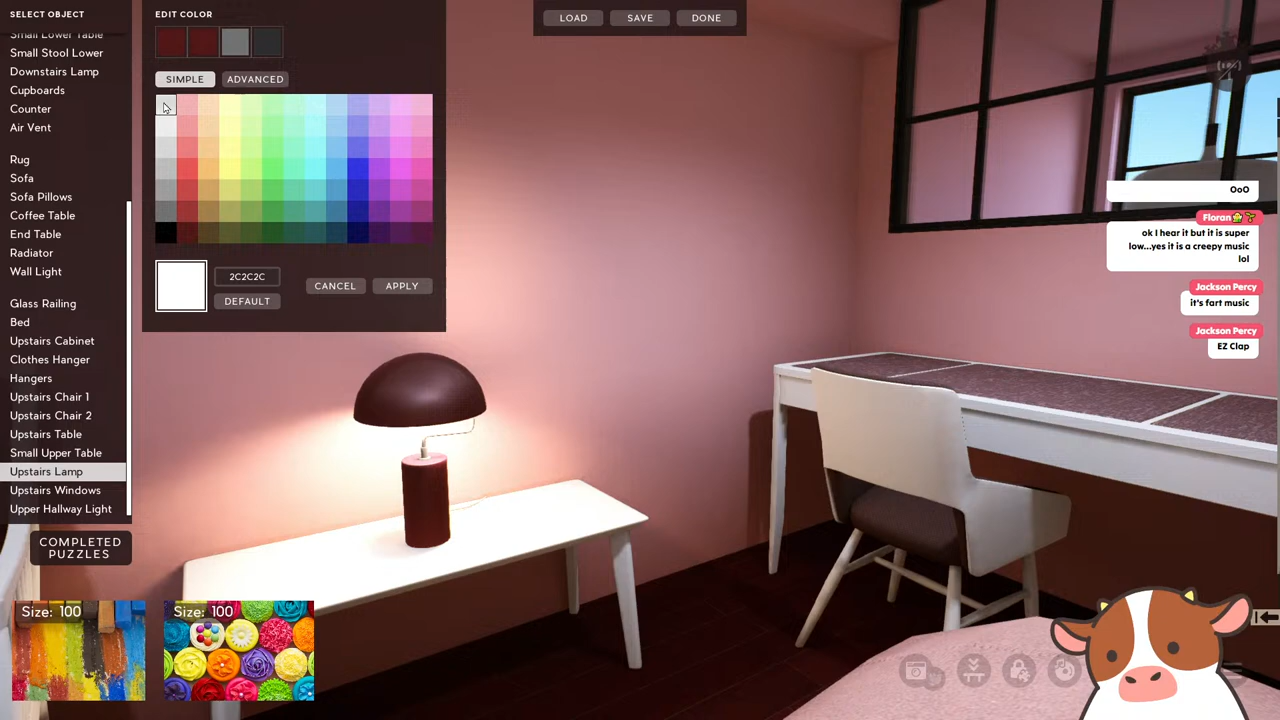 SELECT OBJECT
Small Lower Table
Small Stool Lower
Downstairs Lamp
Cupboards
Counter
Air Vent
Rug
Sofa
Sofa Pillows
Coffee Table
End Table
Radiator
Wall Light
Glass Railing
Bed
Upstairs Cabinet
Clothes Hanger
Hangers
Upstairs Chair 1
Upstairs Chair 2
Upstairs Table
Small Upper Table
Upstairs Lamp
Upstairs Windows
Upper Hallway Light
COMPLETED
PUZZLES
Size: 100
Size: 100
EDIT COLOR
SIMPLE
ADVANCED
2C2C2C
DEFAULT
CANCEL
APPLY
LOAD
SAVE
DONE
OoO
Floran
ok I hear it but it is super
low...yes it is a creepy music
lol
Jackson Percy
it's fart music
Jackson Percy
EZ Clap